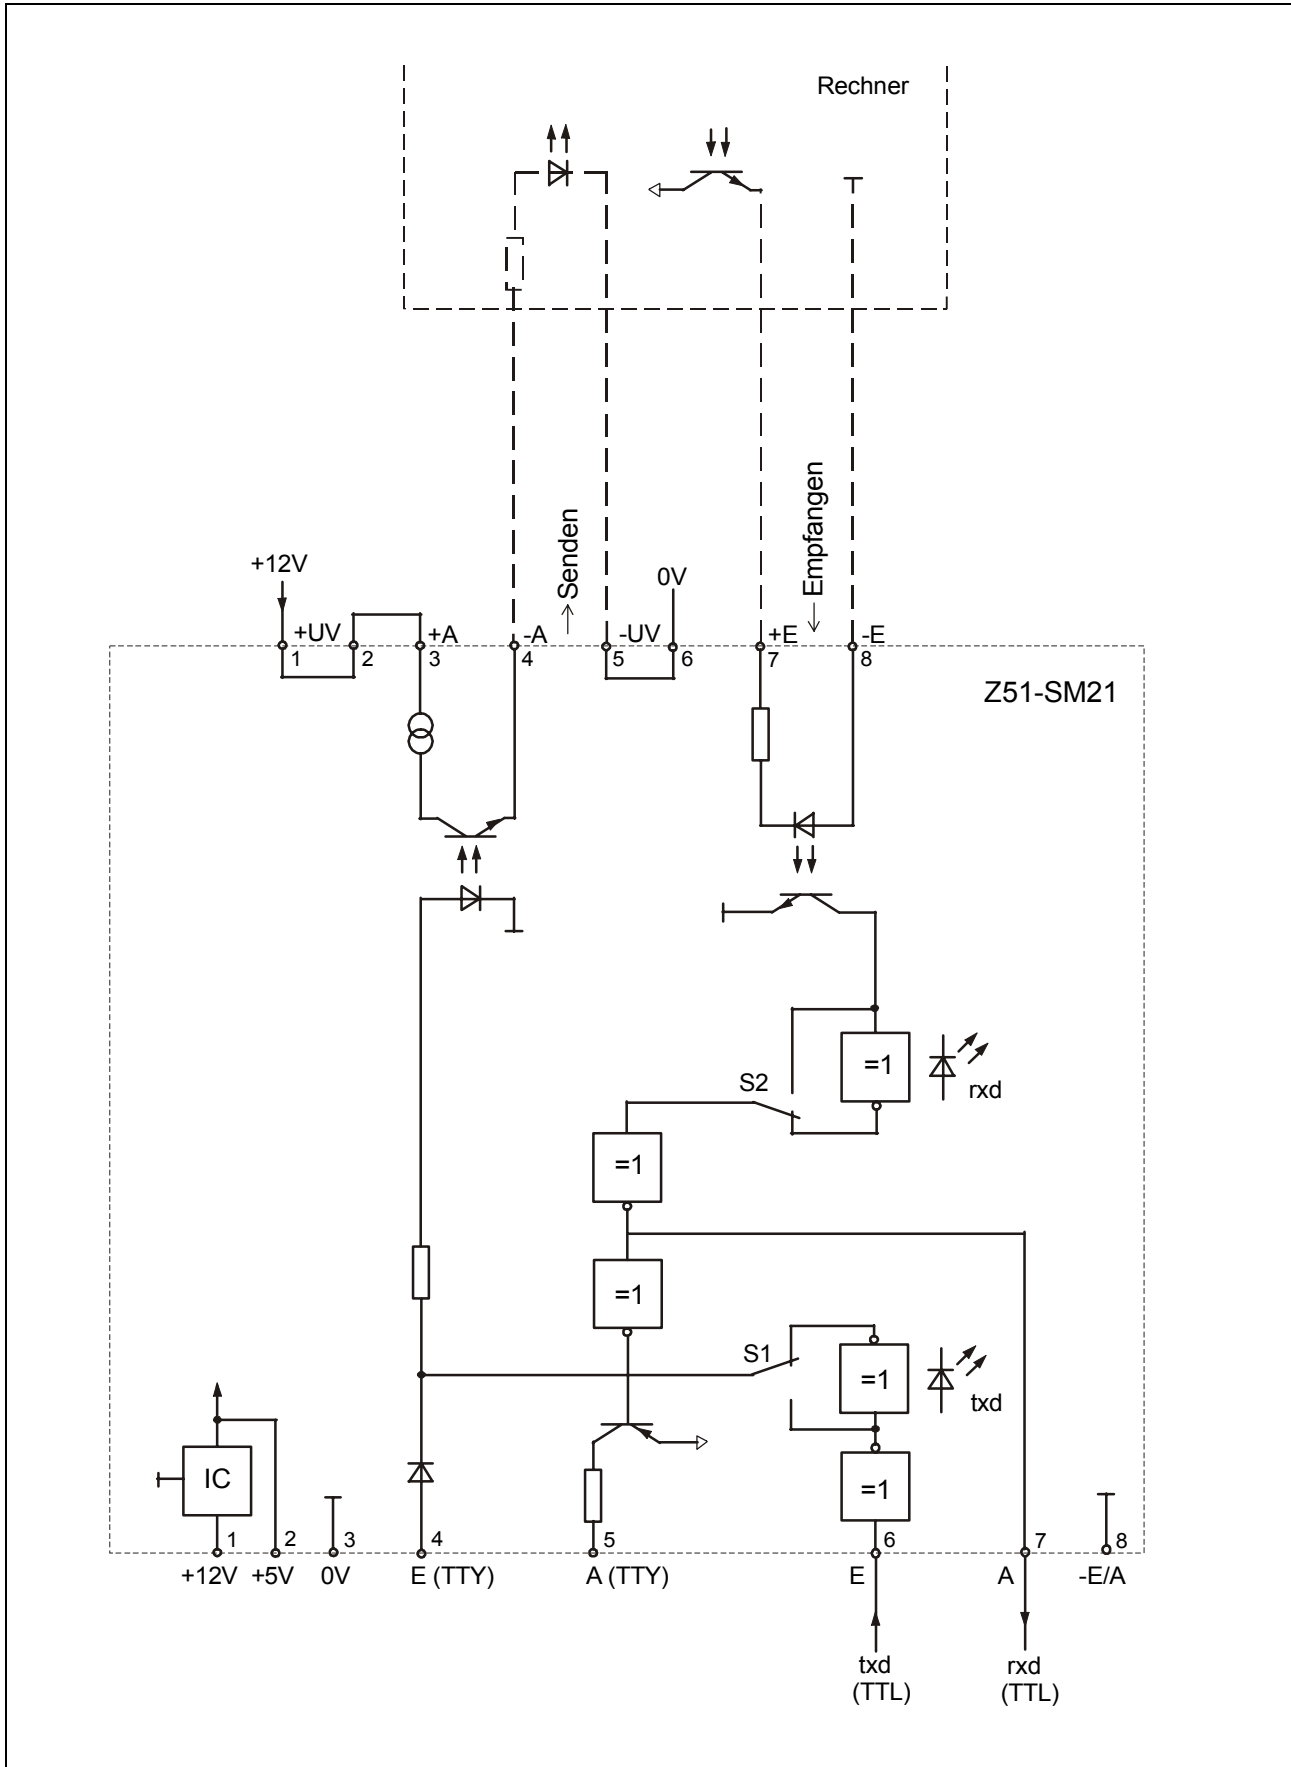 Rechner
Senden
Empfangen
+12V
0V
+UV
+A
-A
-UV
+E
-E
1
2
3
4
5
6
7
8
Z51-SM21
=1
rxd
S2
=1
=1
S1
=1
txd
IC
=1
1
2
3
4
5
6
7
8
+12V
+5V
0V
E (TTY)
A (TTY)
E
A
-E/A
txd
(TTL)
rxd
(TTL)